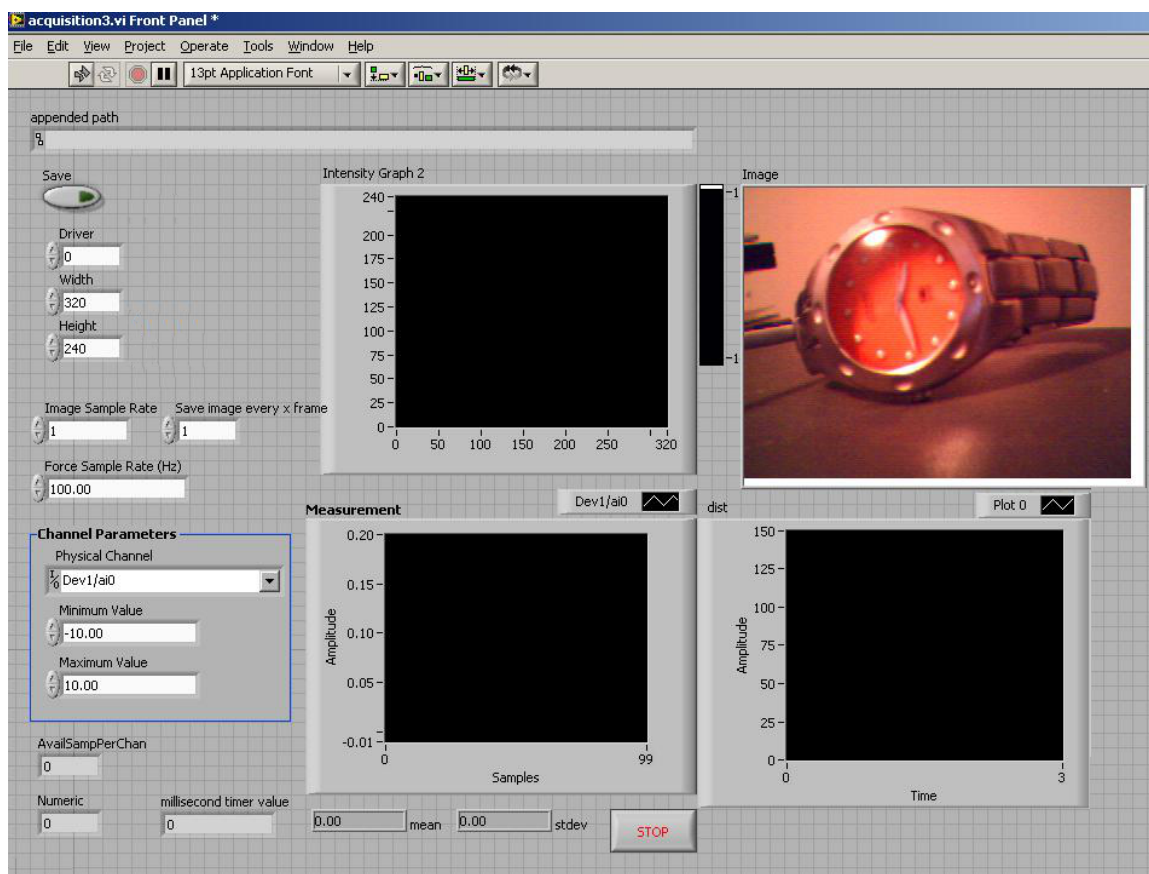 acquisition3.vi Front Panel *
File Edit View Project Operate Tools Window Help
13pt Application Font
appended path
Save
Driver
0
Width
320
Height
240
Image Sample Rate
1
Save image every x frame
1
Force Sample Rate (Hz)
100.00
Channel Parameters
Physical Channel
Dev1/ai0
Minimum Value
-10.00
Maximum Value
10.00
AvailSampPerChan
0
Numeric
0
millisecond timer value
0
Intensity Graph 2
240
200
175
150
125
100
75
50
25
0
0 50 100 150 200 250 320
-1
-1
Image
Measurement
Dev1/ai0
0.20
0.15
0.10
0.05
-0.01
Amplitude
0 99
Samples
0.00 mean 0.00 stdev
STOP
dist
Plot 0
150
125
100
75
50
25
0
Amplitude
0 3
Time